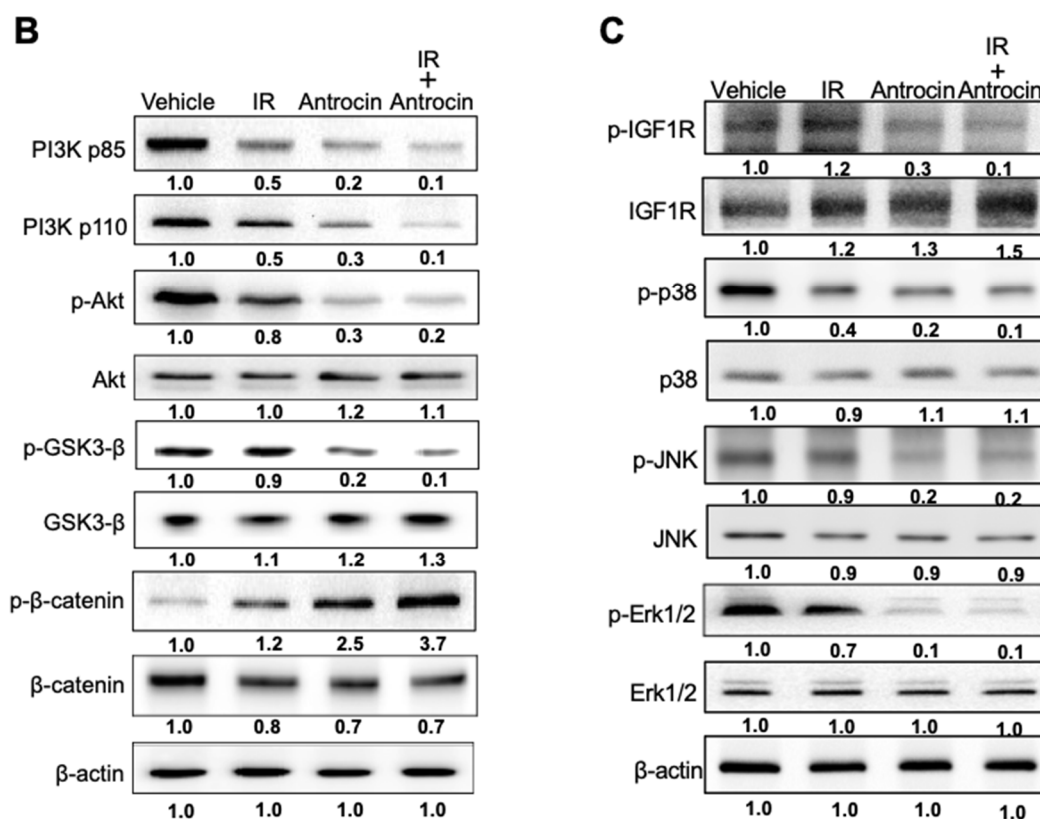 B
IR
+
Vehicle IR Antrocin Antrocin
PI3K p85
1.0 0.5 0.2 0.1
PI3K p110
1.0 0.5 0.3 0.1
p-Akt
1.0 0.8 0.3 0.2
Akt
1.0 1.0 1.2 1.1
p-GSK3-β
1.0 0.9 0.2 0.1
GSK3-β
1.0 1.1 1.2 1.3
p-β-catenin
1.0 1.2 2.5 3.7
β-catenin
1.0 0.8 0.7 0.7
β-actin
1.0 1.0 1.0 1.0
C
IR
+
Vehicle IR Antrocin Antrocin
p-IGF1R
1.0 1.2 0.3 0.1
IGF1R
1.0 1.2 1.3 1.5
p-p38
1.0 0.4 0.2 0.1
p38
1.0 0.9 1.1 1.1
p-JNK
1.0 0.9 0.2 0.2
JNK
1.0 0.9 0.9 0.9
p-Erk1/2
1.0 0.7 0.1 0.1
Erk1/2
1.0 1.0 1.0 1.0
β-actin
1.0 1.0 1.0 1.0